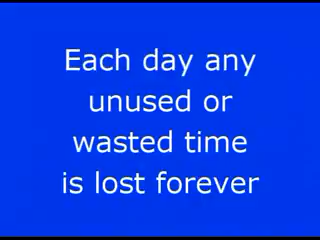 Each day any
unused or
wasted time
is lost forever